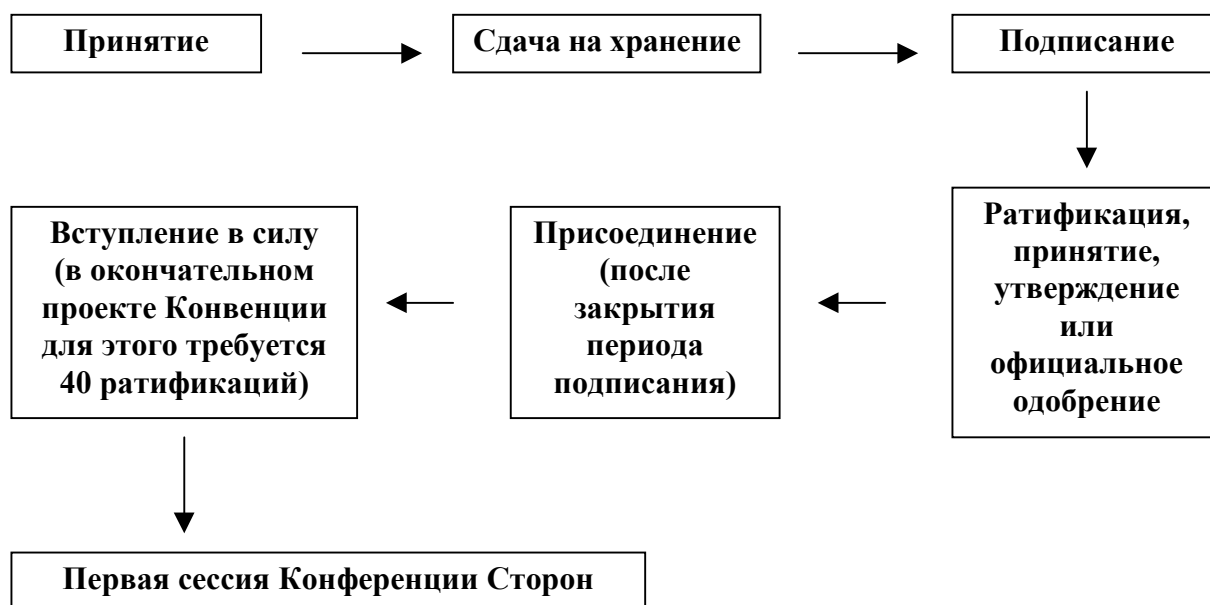 Принятие
Сдача на хранение
Подписание
Ратификация,
принятие,
утверждение
или
официальное
одобрение
Присоединение
(после
закрытия
периода
подписания)
Вступление в силу
(в окончательном
проекте Конвенции
для этого требуется
40 ратификаций)
Первая сессия Конференции Сторон